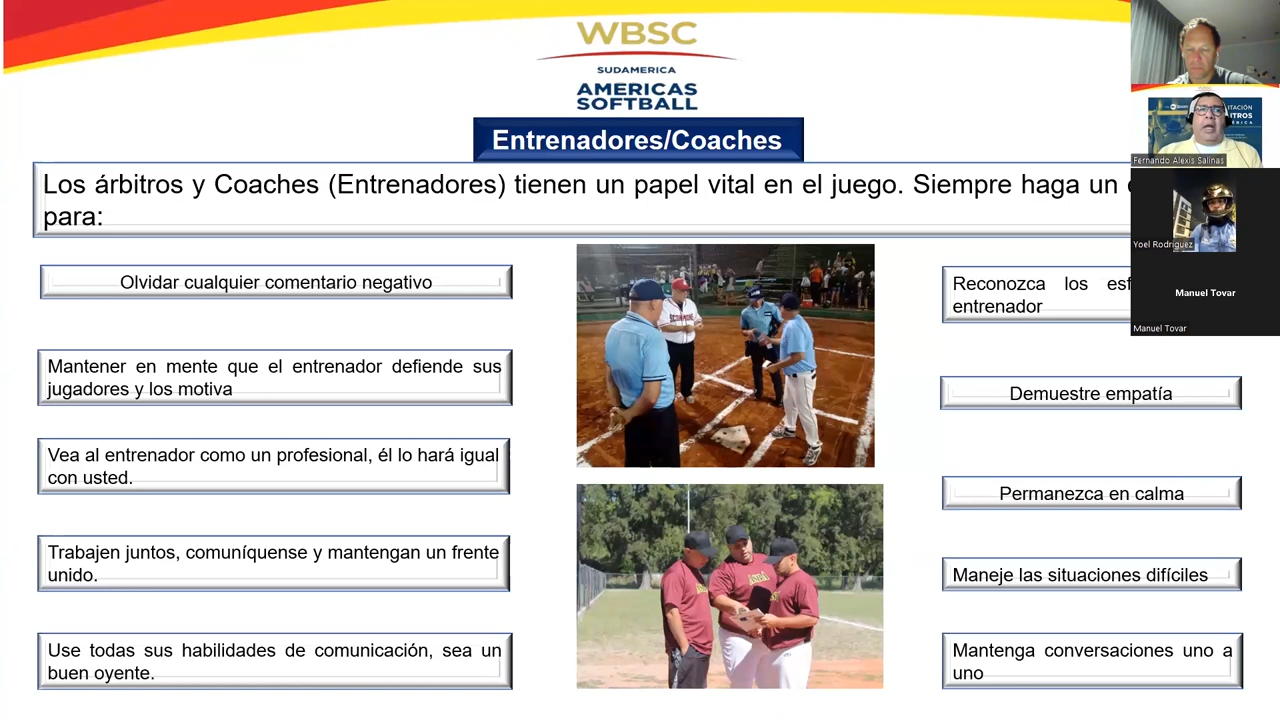 WBSC
SUDAMERICA
AMERICAS
SOFTBALL
Entrenadores/Coaches
Los árbitros y Coaches (Entrenadores) tienen un papel vital en el juego. Siempre haga un
para:
Olvidar cualquier comentario negativo
Mantener en mente que el entrenador defiende sus
jugadores y los motiva
Vea al entrenador como un profesional, él lo hará igual
con usted.
Trabajen juntos, comuníquense y mantengan un frente
unido.
Use todas sus habilidades de comunicación, sea un
buen oyente.
Reconozca los
entrenador
Demuestre empatía
Permanezca en calma
Maneje las situaciones difíciles
Mantenga conversaciones uno a
uno
Fernando Alexis Salinas
Yoel Rodriguez
Manuel Tovar
Manuel Tovar